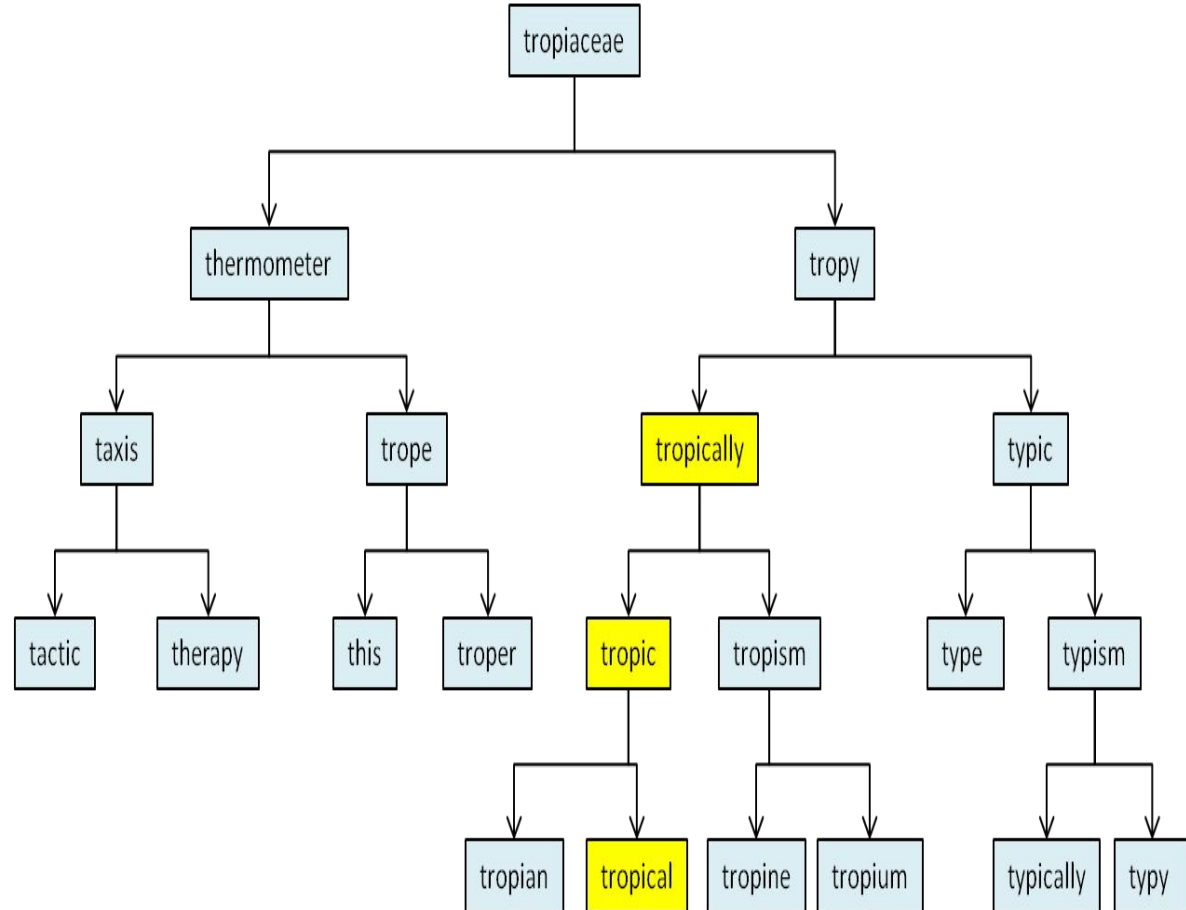 tropiaceae
thermometer
tropy
taxis
trope
tropically
typic
tactic
therapy
this
troper
tropic
tropism
type
typism
tropian
tropical
tropine
tropium
typically
typy